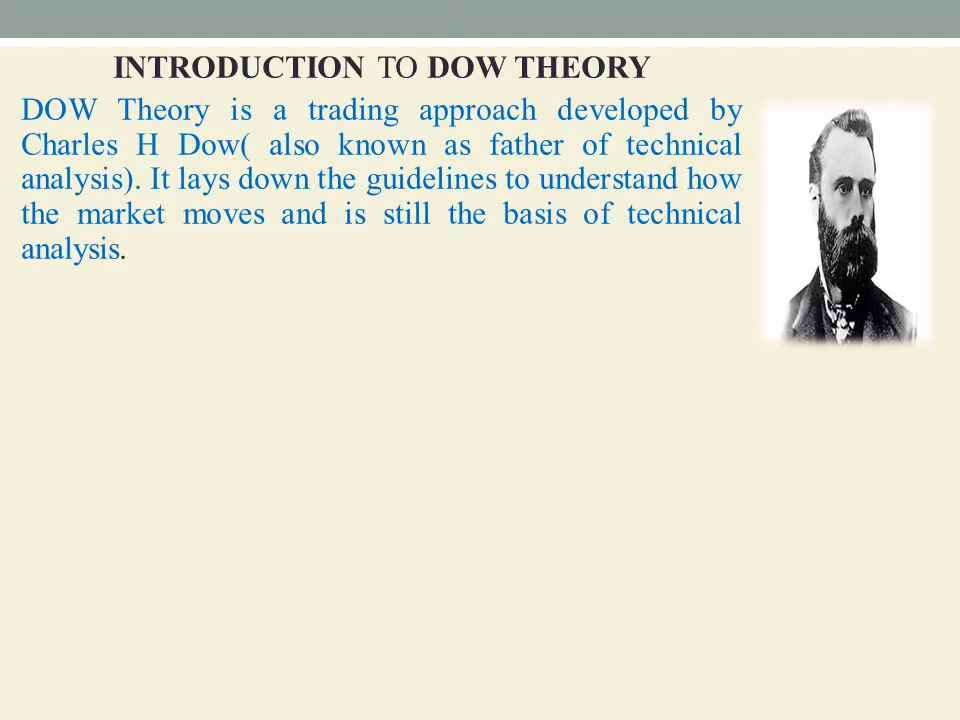 INTRODUCTION TO DOW THEORY
DOW Theory is a trading approach developed by
Charles H Dow( also known as father of technical
analysis). It lays down the guidelines to understand how
the market moves and is still the basis of technical
analysis.